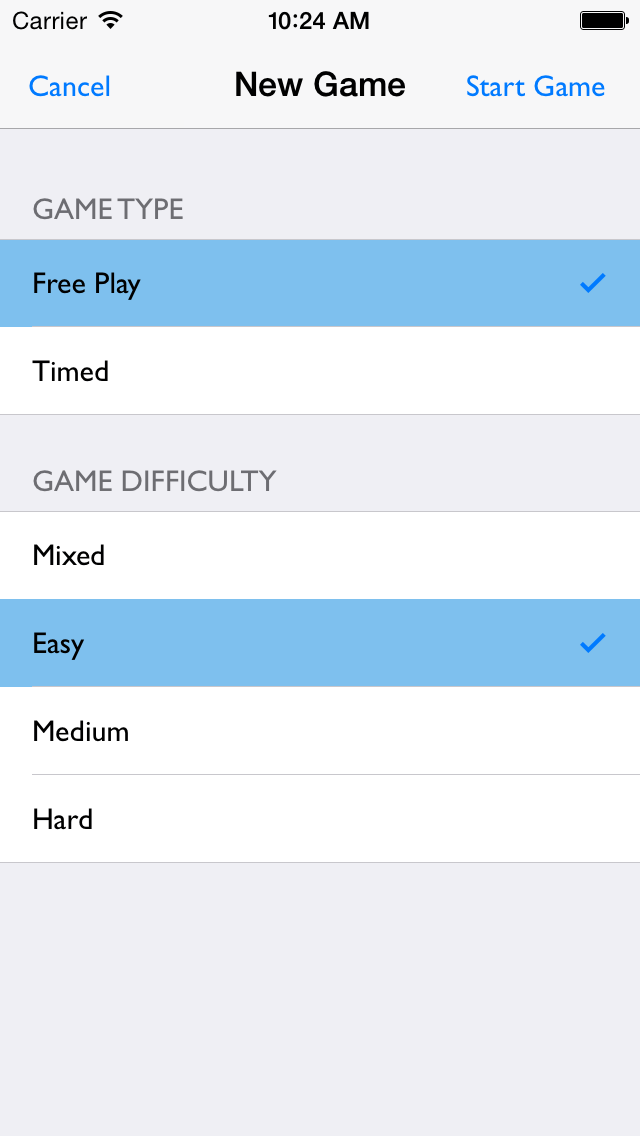 Carrier 10:24 AM
Cancel New Game Start Game
GAME TYPE
Free Play
Timed
GAME DIFFICULTY
Mixed
Easy
Medium
Hard